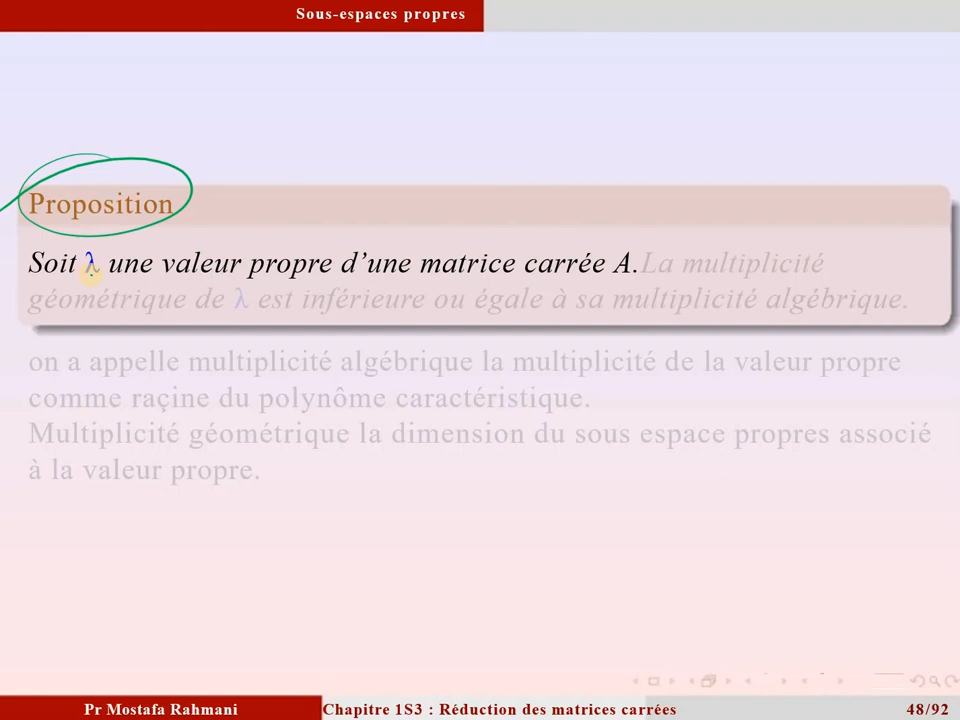 Sous-espaces propres
Proposition
Soit λ une valeur propre d'une matrice carrée A.La multiplicité
géométrique de λ est inférieure ou égale à sa multiplicité algébrique.
on a appelle multiplicité algébrique la multiplicité de la valeur propre
comme raçine du polynôme caractéristique.
Multiplicité géométrique la dimension du sous espace propres associé
à la valeur propre.
Pr Mostafa Rahmani Chapitre 1S3 : Réduction des matrices carrées 48/92